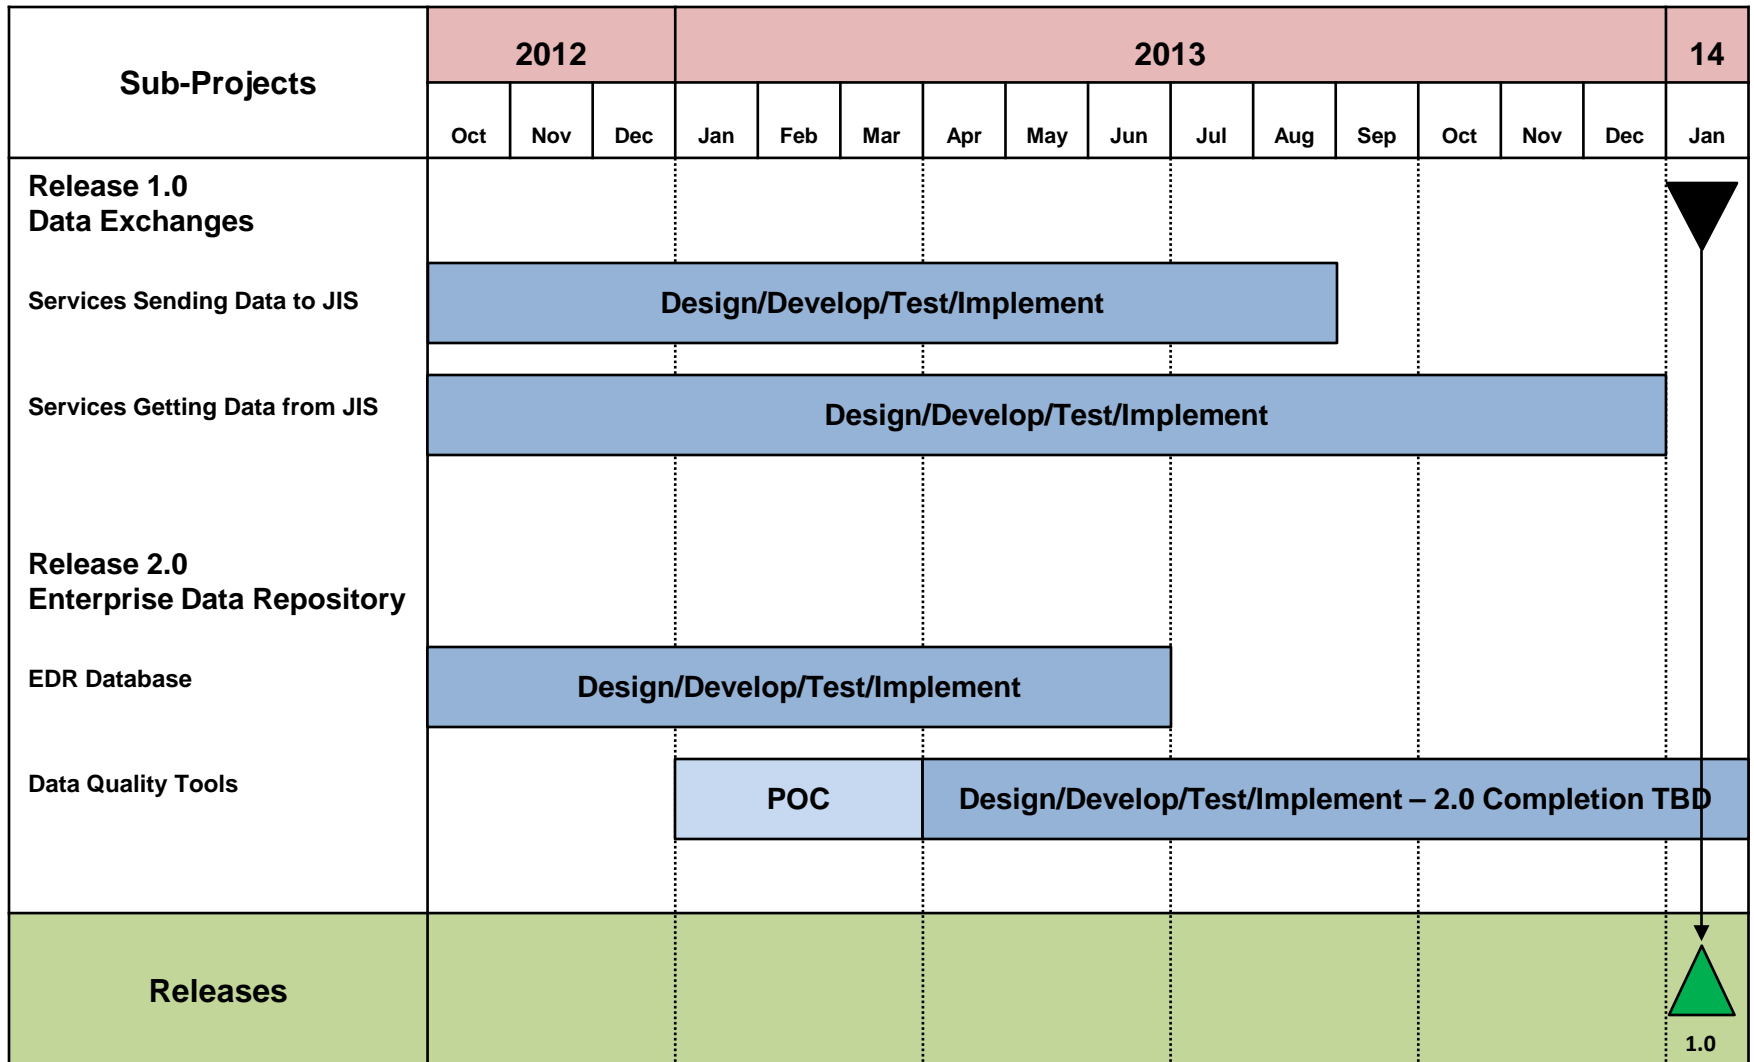 Sub-Projects
2012
2013
14
Oct
Nov
Dec
Jan
Feb
Mar
Apr
May
Jun
Jul
Aug
Sep
Oct
Nov
Dec
Jan
Release 1.0
Data Exchanges
Services Sending Data to JIS
Design/Develop/Test/Implement
Services Getting Data from JIS
Design/Develop/Test/Implement
Release 2.0
Enterprise Data Repository
EDR Database
Design/Develop/Test/Implement
Data Quality Tools
POC
Design/Develop/Test/Implement – 2.0 Completion TBD
Releases
1.0